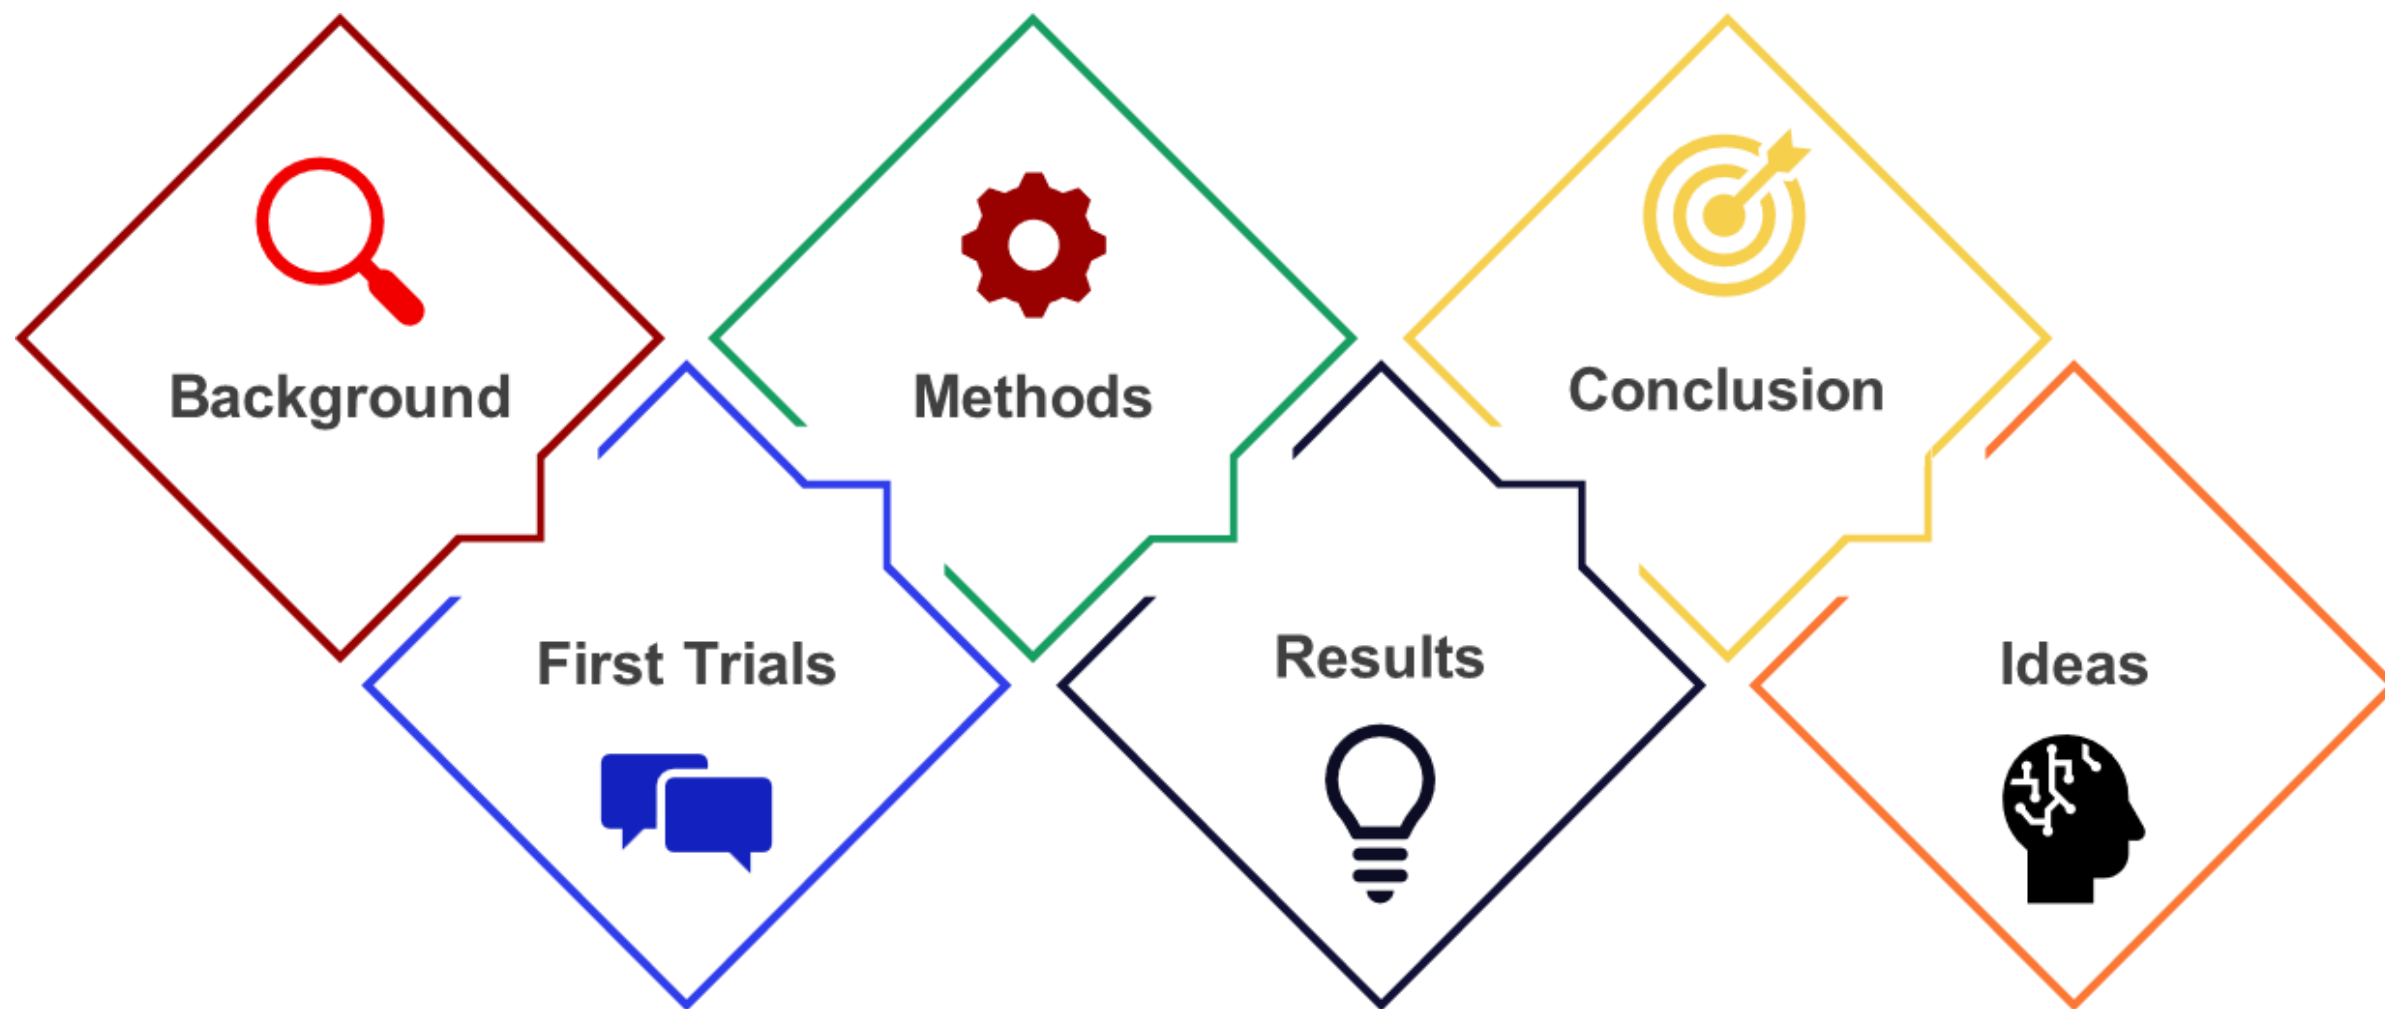 Background
First Trials
Methods
Results
Conclusion
Ideas